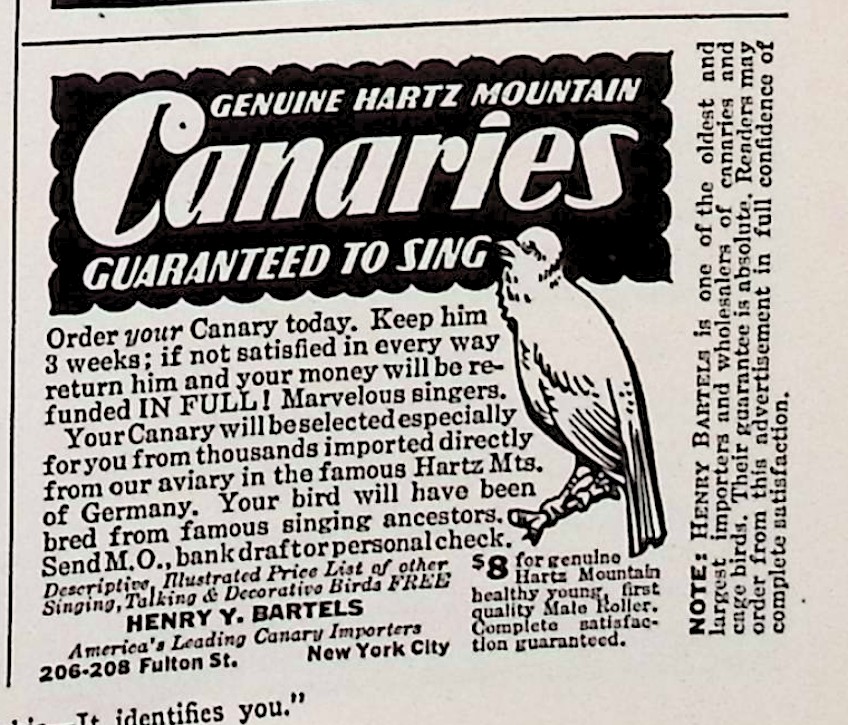 GENUINE HARTZ MOUNTAIN
Canaries
GUARANTEED TO SING
Order your Canary today. Keep him
3 weeks; if not satisfied in every way
return him and your money will be re-
funded IN FULL! Marvelous singers.
Your Canary will be selected especially
for you from thousands imported directly
from our aviary in the famous Hartz Mts.
of Germany. Your bird will have been
bred from famous singing ancestors.
Send M.O., bank draft or personal check.
Descriptive, Illustrated Price List of other
Singing, Talking & Decorative Birds FREE
HENRY Y. BARTELS
America's Leading Canary Importers
206-208 Fulton St. New York City
$8 for genuine
Hartz Mountain
healthy young, first
quality Male Roller.
Complete satisfac-
tion guaranteed.
NOTE: HENRY BARTELS is one of the oldest and
largest importers and wholesalers of canaries and
cage birds. Their guarantee is absolute. Readers may
order from this advertisement in full confidence of
complete satisfaction.
It identifies you."